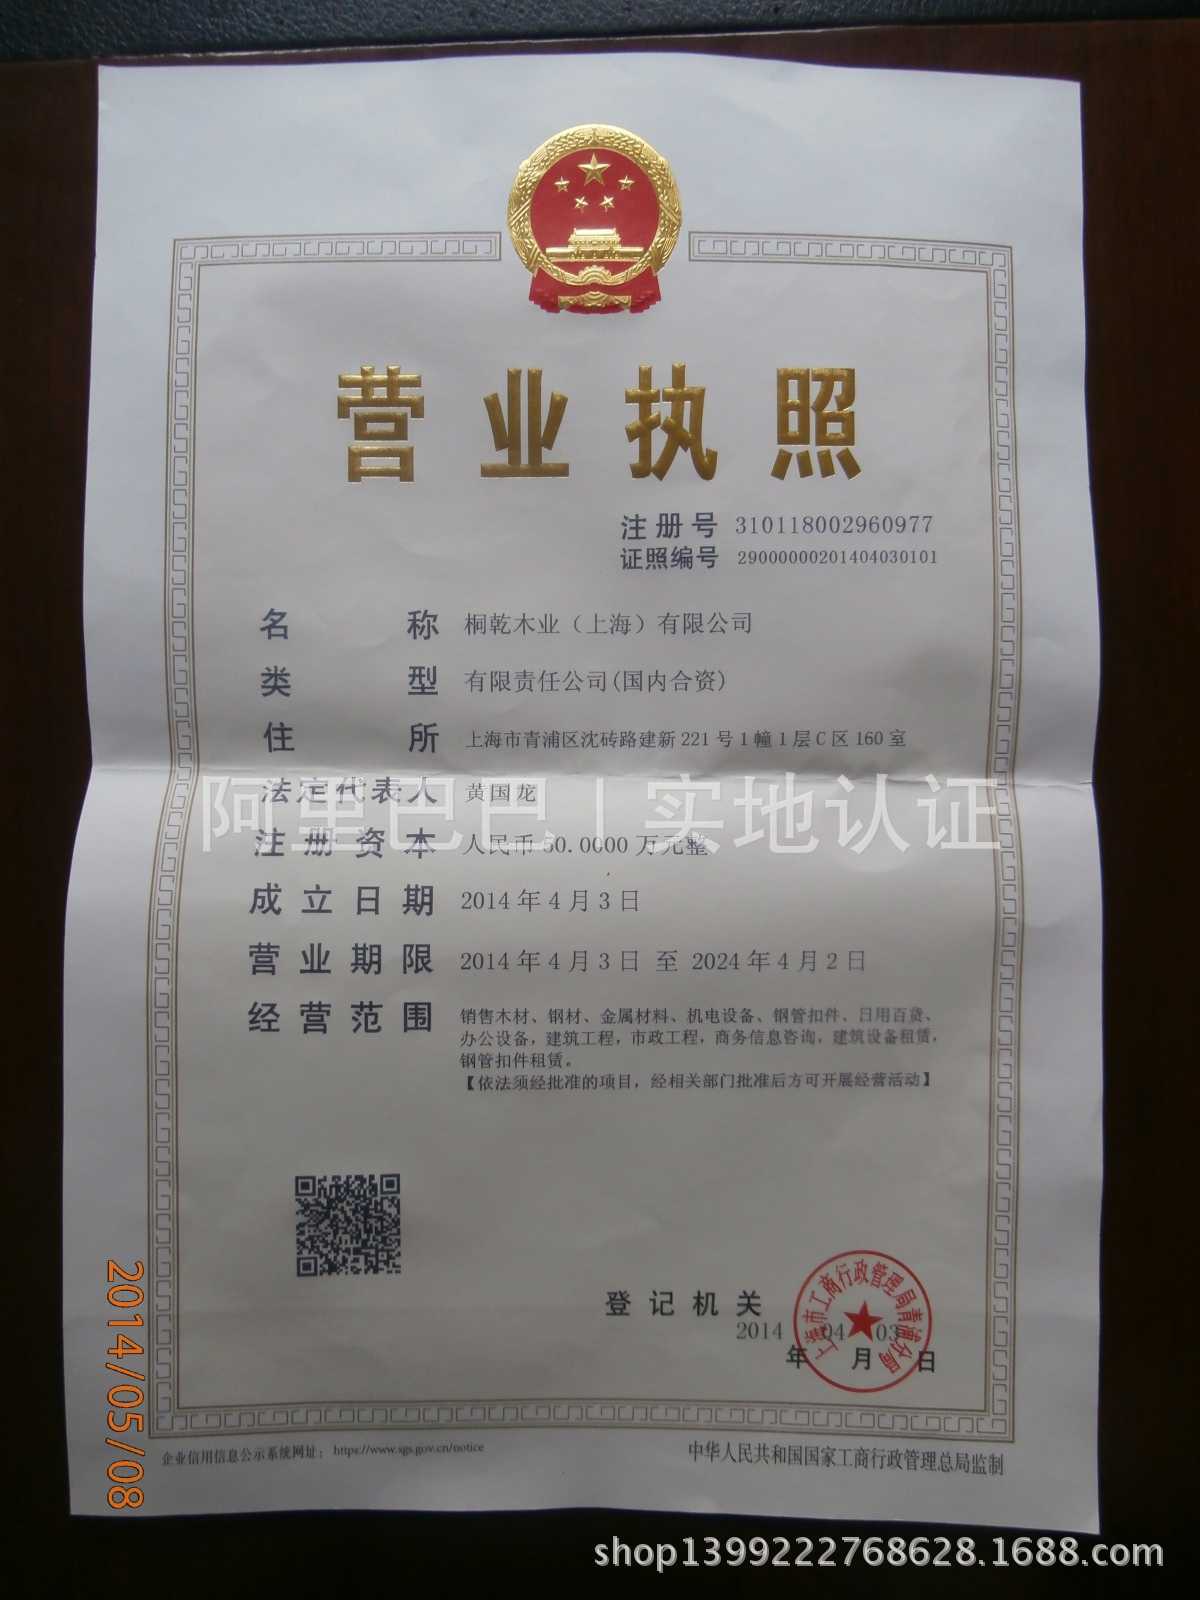 营业执照
注册号 310118002960977
证照编号 29000000201404030101
名称 桐乾木业（上海）有限公司
类型 有限责任公司(国内合资)
住所 上海市青浦区沈砖路建新221号1幢1层C区160室
法定代表人 黄国龙
阿里巴巴|实地认证
注册资本 人民币50.0000万元整
成立日期 2014年4月3日
营业期限 2014年4月3日 至 2024年4月2日
经营范围 销售木材、钢材、金属材料、机电设备、钢管扣件、日用百货、
办公设备，建筑工程，市政工程，商务信息咨询，建筑设备租赁，
钢管扣件租赁。
【依法须经批准的项目，经相关部门批准后方可开展经营活动】
登记机关
上海市工商行政管理局青浦分局
2014 04 03
年 月 日
企业信用信息公示系统网址：https://www.sgs.gov.cn/notice
中华人民共和国国家工商行政管理总局监制
2014/05/08
shop1399222768628.1688.com